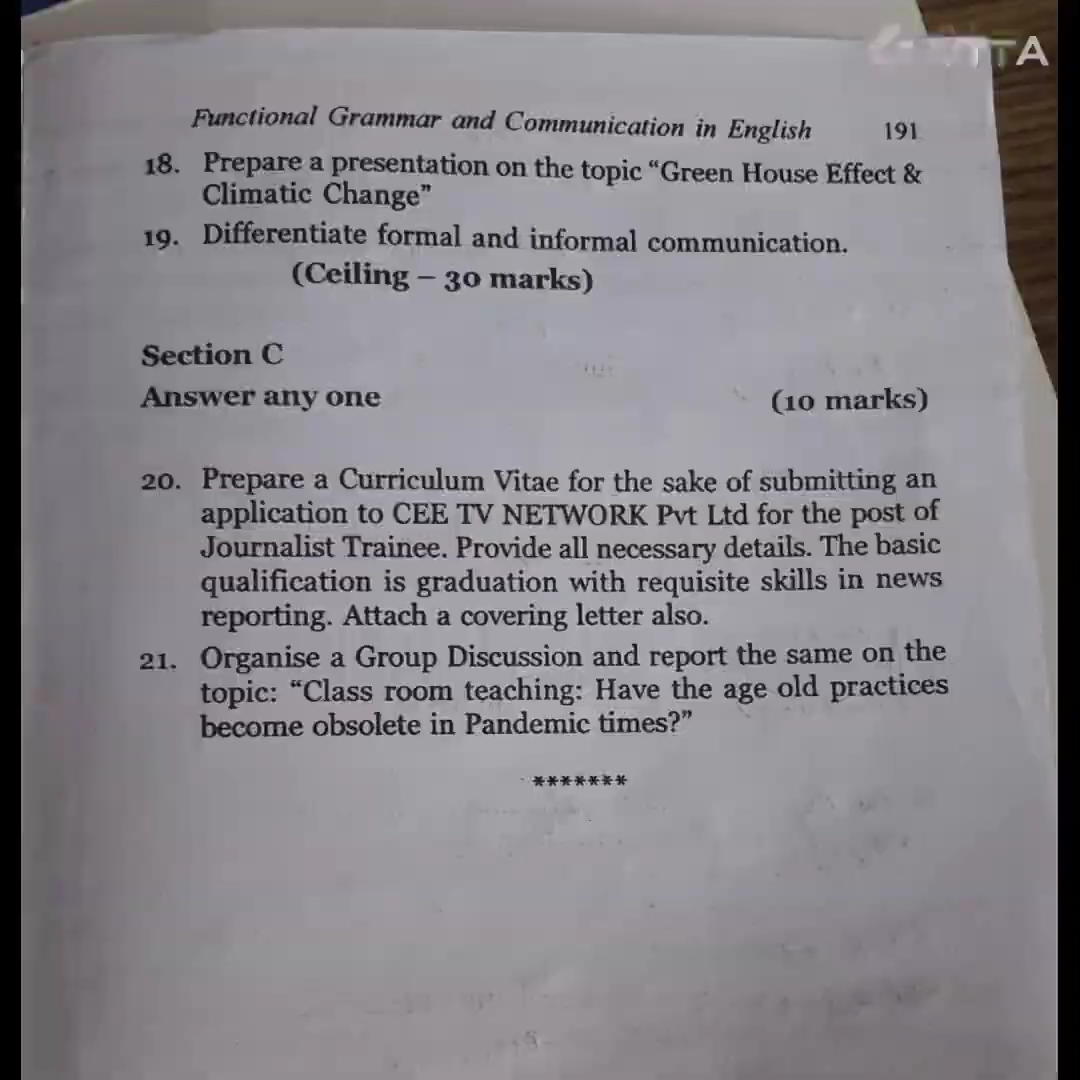 Functional Grammar and Communication in English 191
18. Prepare a presentation on the topic “Green House Effect &
Climatic Change”
19. Differentiate formal and informal communication.
(Ceiling – 30 marks)
Section C
Answer any one (10 marks)
20. Prepare a Curriculum Vitae for the sake of submitting an
application to CEE TV NETWORK Pvt Ltd for the post of
Journalist Trainee. Provide all necessary details. The basic
qualification is graduation with requisite skills in news
reporting. Attach a covering letter also.
21. Organise a Group Discussion and report the same on the
topic: “Class room teaching: Have the age old practices
become obsolete in Pandemic times?”
*******